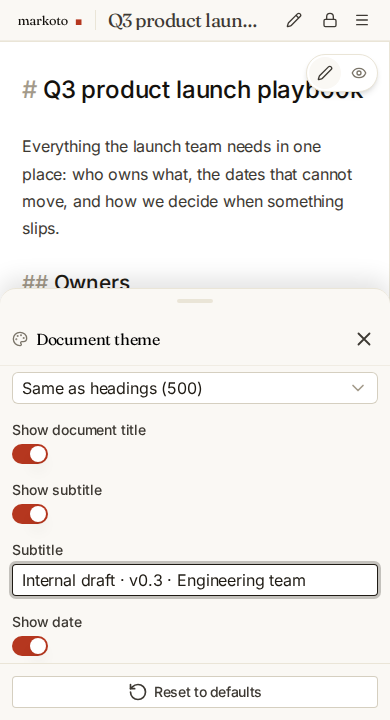 markoto
Q3 product laun...
# Q3 product launch playbook
Everything the launch team needs in one
place: who owns what, the dates that cannot
move, and how we decide when something
slips.
## Owners
Document theme
Same as headings (500)
Show document title
Show subtitle
Subtitle
Internal draft · v0.3 · Engineering team
Show date
Reset to defaults